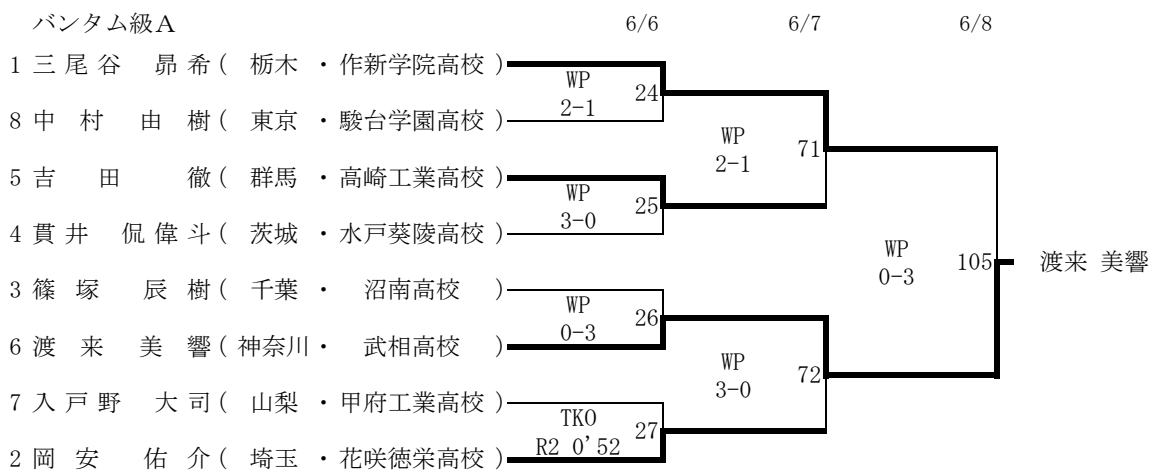 バンタム級A 6/6 6/7 6/8
1 三尾谷 昴希 ( 栃木 ・ 作新学院高校 )
WP
2-1
24
8 中村 由樹 ( 東京 ・ 駿台学園高校 )
WP
2-1
71
5 吉田 徹 ( 群馬 ・ 高崎工業高校 )
WP
3-0
25
4 貫井 侃偉斗 ( 茨城 ・ 水戸葵陵高校 )
WP
0-3
105
渡来 美響
3 篠塚 辰樹 ( 千葉 ・ 沼南高校 )
WP
0-3
26
6 渡来 美響 ( 神奈川 ・ 武相高校 )
WP
3-0
72
7 入戸野 大司 ( 山梨 ・ 甲府工業高校 )
TKO
R2 0'52
27
2 岡安 佑介 ( 埼玉 ・ 花咲徳栄高校 )